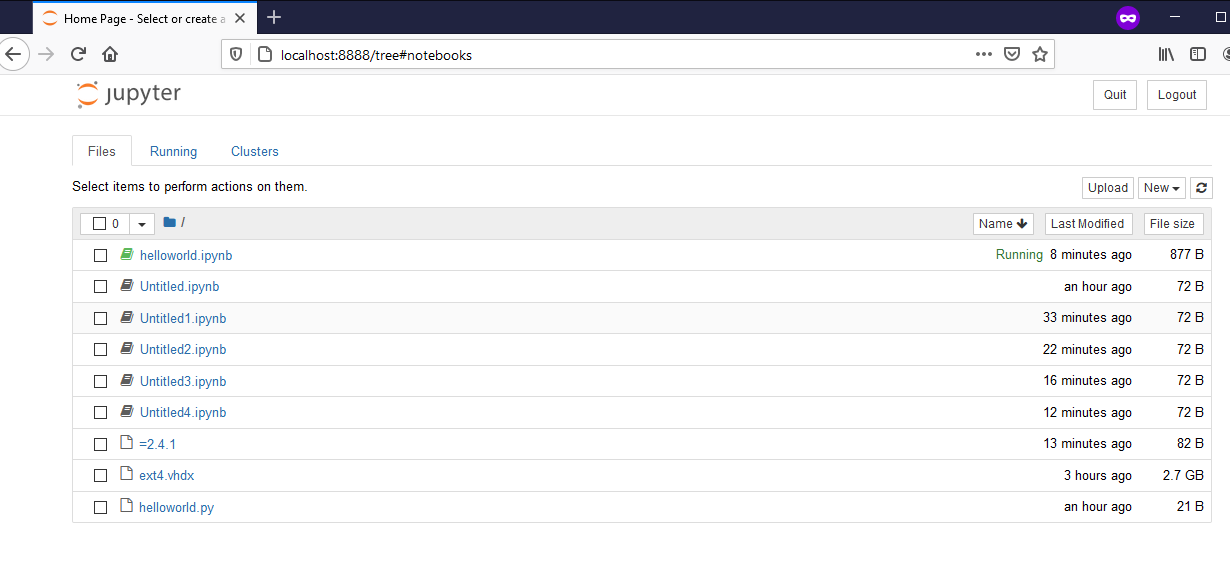 Home Page - Select or create a
localhost:8888/tree#notebooks
jupyter
Quit Logout
Files Running Clusters
Select items to perform actions on them.
Upload New
0 / Name Last Modified File size
helloworld.ipynb Running 8 minutes ago 877 B
Untitled.ipynb an hour ago 72 B
Untitled1.ipynb 33 minutes ago 72 B
Untitled2.ipynb 22 minutes ago 72 B
Untitled3.ipynb 16 minutes ago 72 B
Untitled4.ipynb 12 minutes ago 72 B
=2.4.1 13 minutes ago 82 B
ext4.vhdx 3 hours ago 2.7 GB
helloworld.py an hour ago 21 B